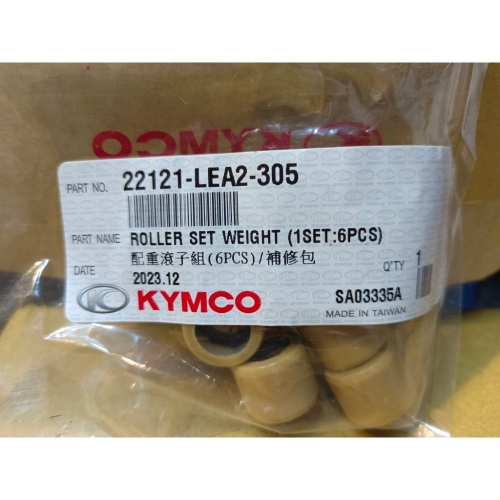 KYMCO
PART NO. 22121-LEA2-305
PART NAME ROLLER SET WEIGHT (1SET:6PCS)
配重滾子組(6PCS)/補修包
DATE 2023.12 Q'TY 1
KYMCO SA03335A
MADE IN TAIWAN